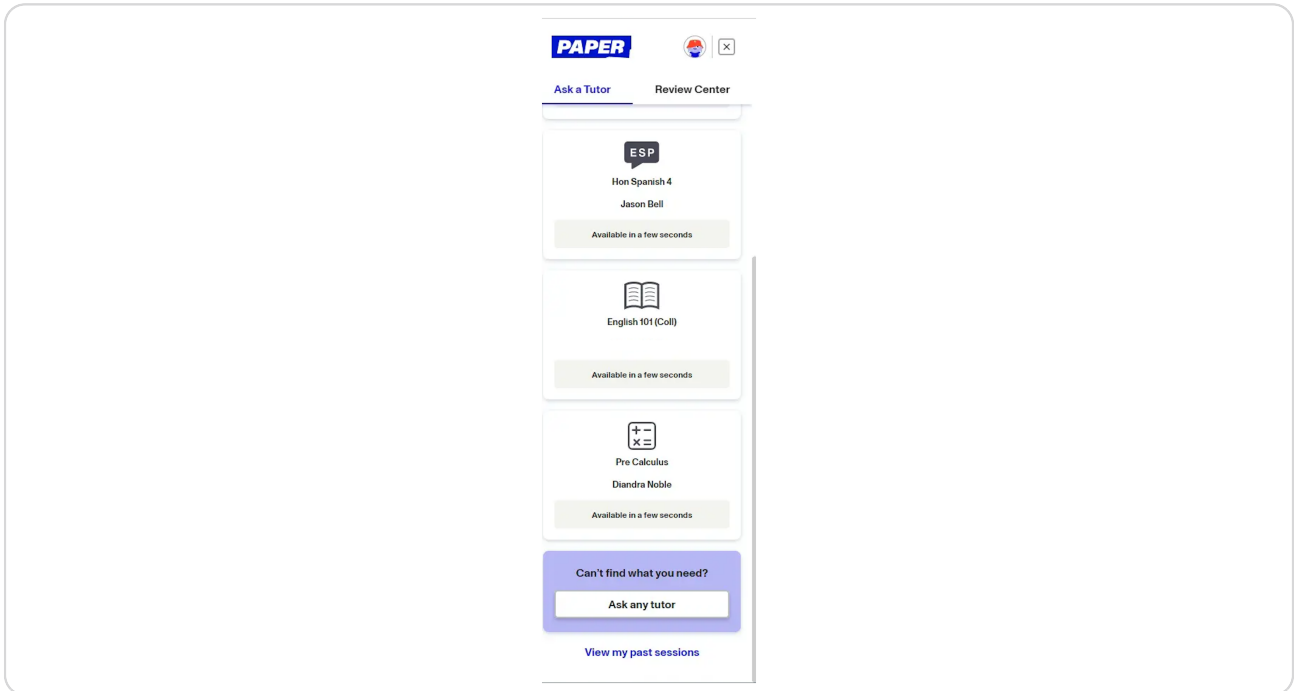 PAPER
Ask a Tutor
Review Center
ESP
Hon Spanish 4
Jason Bell
Available in a few seconds
English 101 (Coll)
Available in a few seconds
Pre Calculus
Diandra Noble
Available in a few seconds
Can't find what you need?
Ask any tutor
View my past sessions